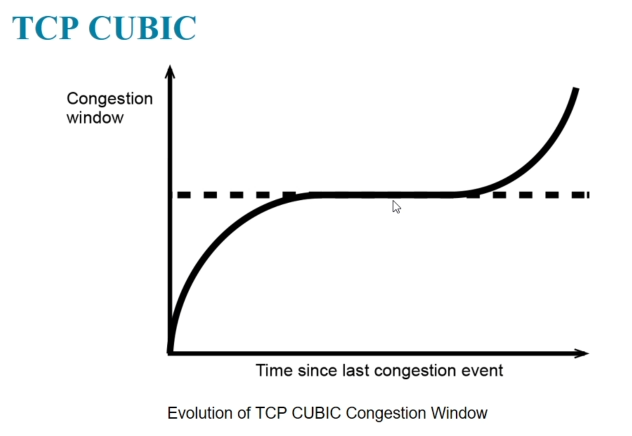 TCP CUBIC
Congestion
window
Time since last congestion event
Evolution of TCP CUBIC Congestion Window